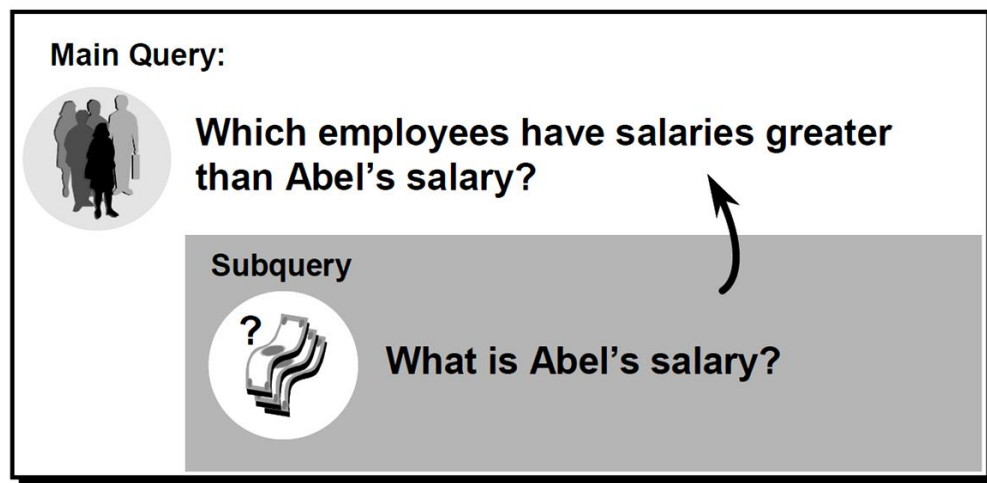 Main Query:
Which employees have salaries greater
than Abel’s salary?
Subquery
?
What is Abel’s salary?